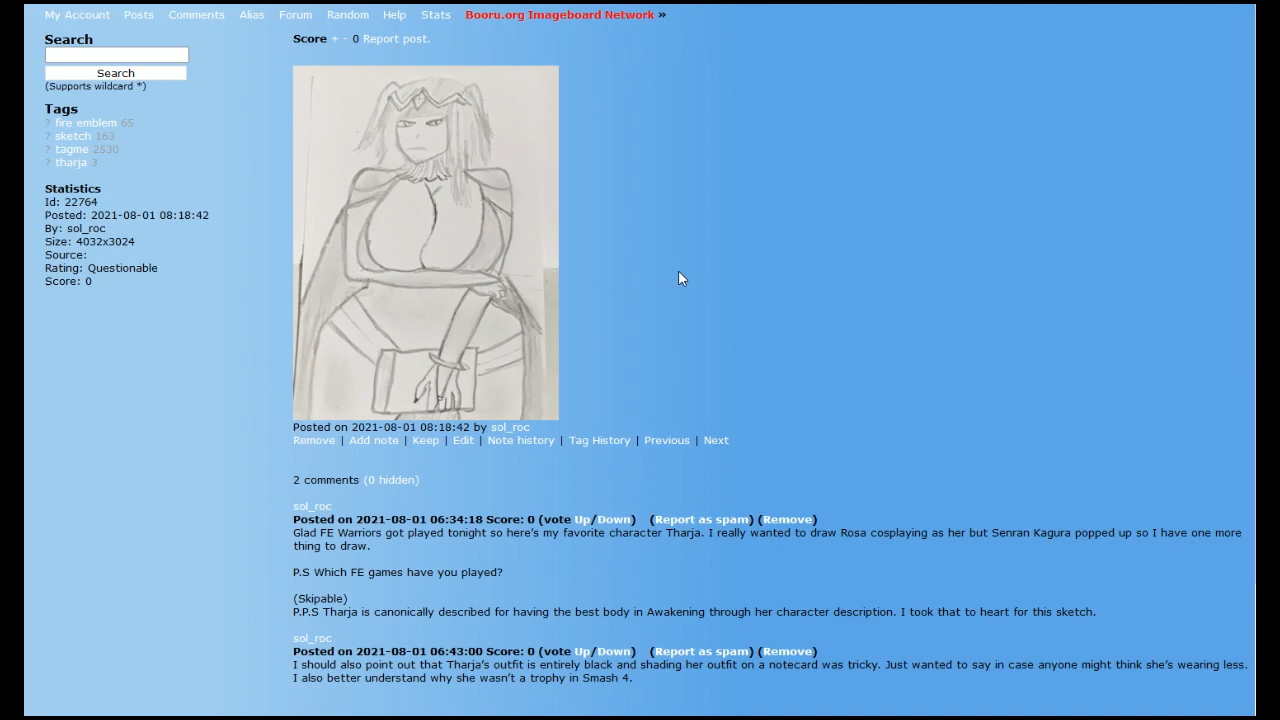 My Account Posts Comments Alias Forum Random Help Stats Booru.org Imageboard Network »
Search
Search
(Supports wildcard *)
Tags
? fire emblem 65
? sketch 163
? tagme 2530
? tharja 3
Statistics
Id: 22764
Posted: 2021-08-01 08:18:42
By: sol_roc
Size: 4032x3024
Source:
Rating: Questionable
Score: 0
Score + - 0 Report post.
Posted on 2021-08-01 08:18:42 by sol_roc
Remove | Add note | Keep | Edit | Note history | Tag History | Previous | Next
2 comments (0 hidden)
sol_roc
Posted on 2021-08-01 06:34:18 Score: 0 (vote Up/Down) (Report as spam) (Remove)
Glad FE Warriors got played tonight so here's my favorite character Tharja. I really wanted to draw Rosa cosplaying as her but Senran Kagura popped up so I have one more
thing to draw.
P.S Which FE games have you played?
(Skipable)
P.P.S Tharja is canonically described for having the best body in Awakening through her character description. I took that to heart for this sketch.
sol_roc
Posted on 2021-08-01 06:43:00 Score: 0 (vote Up/Down) (Report as spam) (Remove)
I should also point out that Tharja's outfit is entirely black and shading her outfit on a notecard was tricky. Just wanted to say in case anyone might think she's wearing less.
I also better understand why she wasn't a trophy in Smash 4.